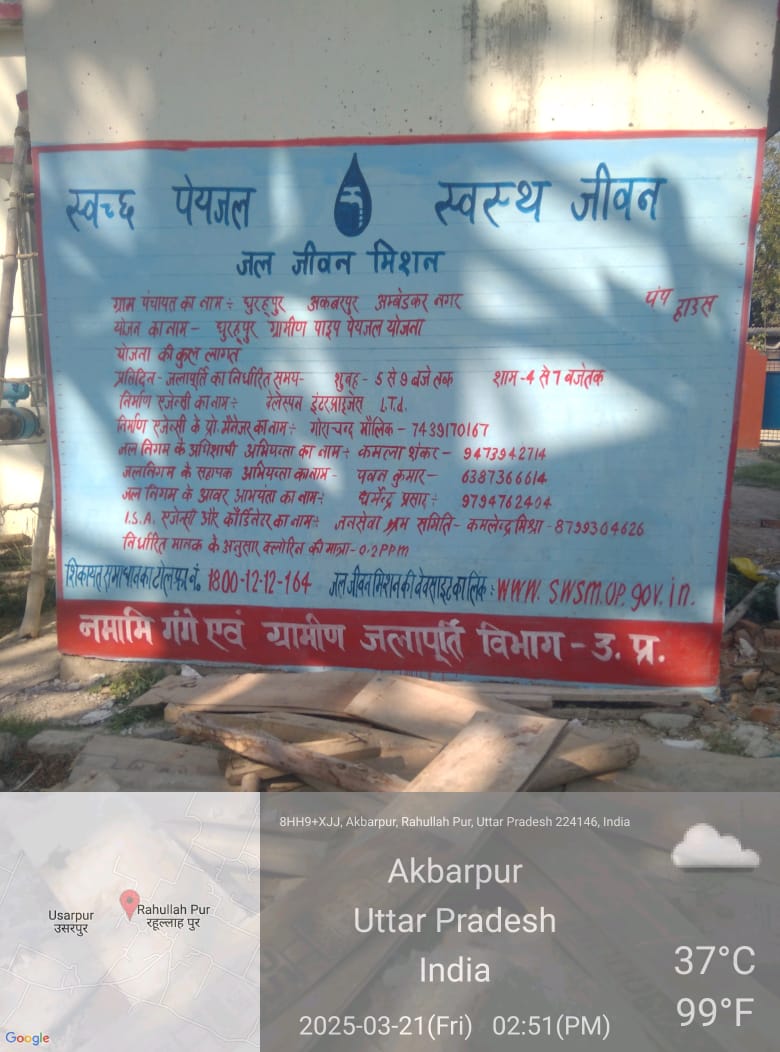 स्वच्छ पेयजल स्वस्थ जीवन
जल जीवन मिशन
पंप हाउस
ग्राम पंचायत का नाम ÷ घुरहूपुर अकबरपुर अम्बेडकर नगर
योजन का नाम - घुरहूपुर ग्रामीण पाइप पेयजल योजना
योजना की कुल लागत
प्रतिदिन - जलापूर्ति का निर्धारित समय- शुवह - 5 से 9 बजे तक शाम - 4 से 7 बजेतक
निर्माण एजेन्सी का नाम ÷ वेलस्पन इंटरप्राइजेस L.T.d.
निर्माण एजेन्सी के प्रो. मैनेजर का नाम ÷ गोराचन्द मौलिक - 7439170167
जल निगम के अधिशाषी अभियन्ता का नाम ÷ कमला शंकर - 9473942714
जलनिगम के सहायक अभियन्ता का नाम - पवन कुमार - 6387366614
जल निगम के अवर अभियंता का नाम ÷ धर्मेन्द्र प्रसाद ÷ 9794762404
I.S.A. एजेन्सी और कॉर्डिनेटर का नाम ÷ जनसेवा श्रम समिति - कमलेन्द्र मिश्रा - 8799304626
निर्धारित मानक के अनुसार क्लोरिन की मात्रा - 0.2PPM
शिकायत समाधान का टोल फ्री नं. 1800-12-12-164 जल जीवन मिशन की वेबसाइट का लिंक : www. swsm.up.gov.in.
नमामि गंगे एवं ग्रामीण जलापूर्ति विभाग - उ. प्र.
8HH9+XJJ, Akbarpur, Rahullah Pur, Uttar Pradesh 224146, India
Akbarpur
Uttar Pradesh
India
37°C
99°F
2025-03-21(Fri) 02:51(PM)
Usarpur
उसरपुर
Rahullah Pur
रहूल्लाह पुर
Google